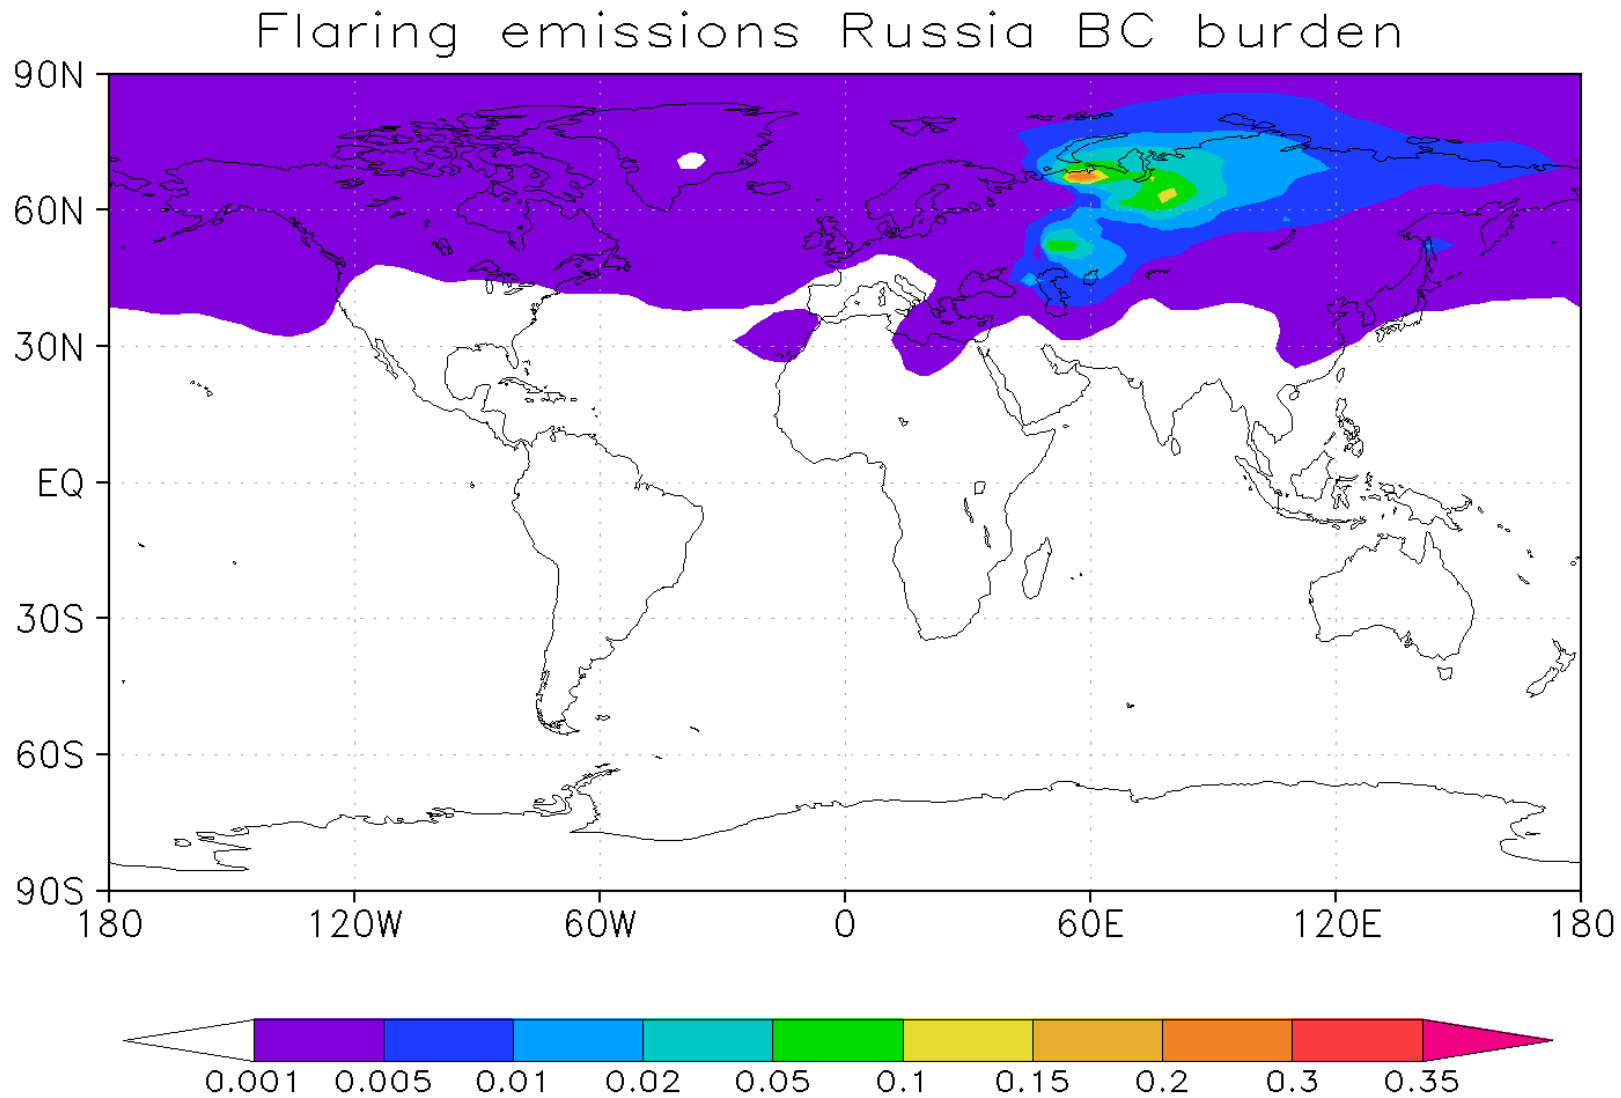 Flaring emissions Russia BC burden
90N
60N
30N
EQ
30S
60S
90S
180 120W 60W 0 60E 120E 180
0.001 0.005 0.01 0.02 0.05 0.1 0.15 0.2 0.3 0.35